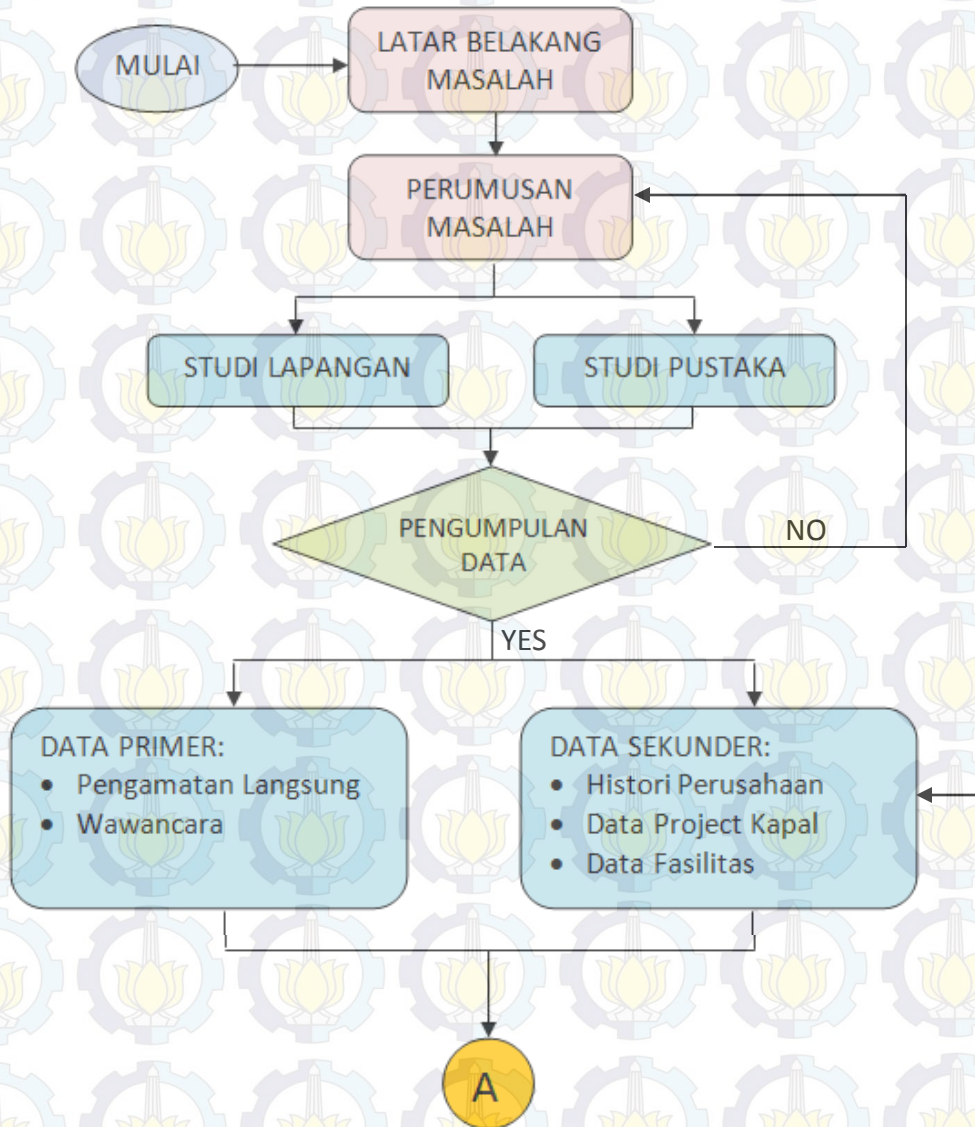 MULAI
LATAR BELAKANG
MASALAH
PERUMUSAN
MASALAH
STUDI LAPANGAN
STUDI PUSTAKA
PENGUMPULAN
DATA
NO
YES
DATA PRIMER:
• Pengamatan Langsung
• Wawancara
DATA SEKUNDER:
• Histori Perusahaan
• Data Project Kapal
• Data Fasilitas
A